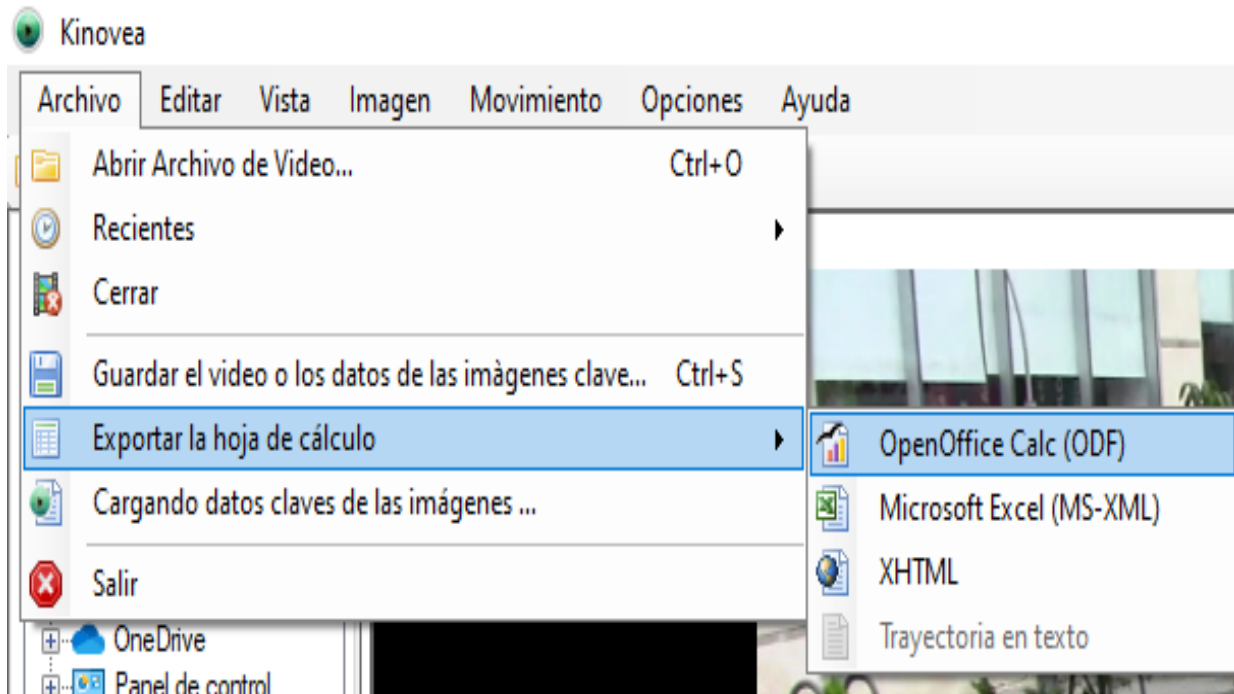 Kinovea
Archivo Editar Vista Imagen Movimiento Opciones Ayuda
Abrir Archivo de Video... Ctrl+O
Recientes
Cerrar
Guardar el video o los datos de las imàgenes clave... Ctrl+S
Exportar la hoja de cálculo
OpenOffice Calc (ODF)
Cargando datos claves de las imágenes ...
Microsoft Excel (MS-XML)
XHTML
Salir
Trayectoria en texto
OneDrive
Panel de control